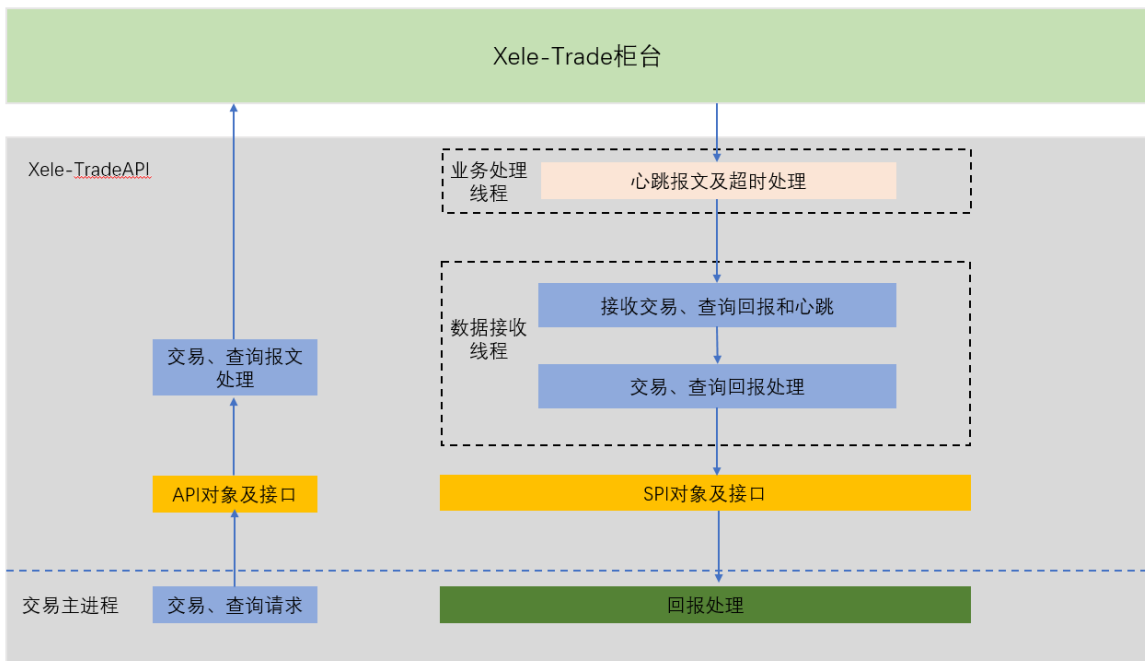 Xele-Trade柜台
Xele-TradeAPI
业务处理
线程
心跳报文及超时处理
数据接收
线程
接收交易、查询回报和心跳
交易、查询回报处理
交易、查询报文
处理
API对象及接口
SPI对象及接口
交易主进程
交易、查询请求
回报处理